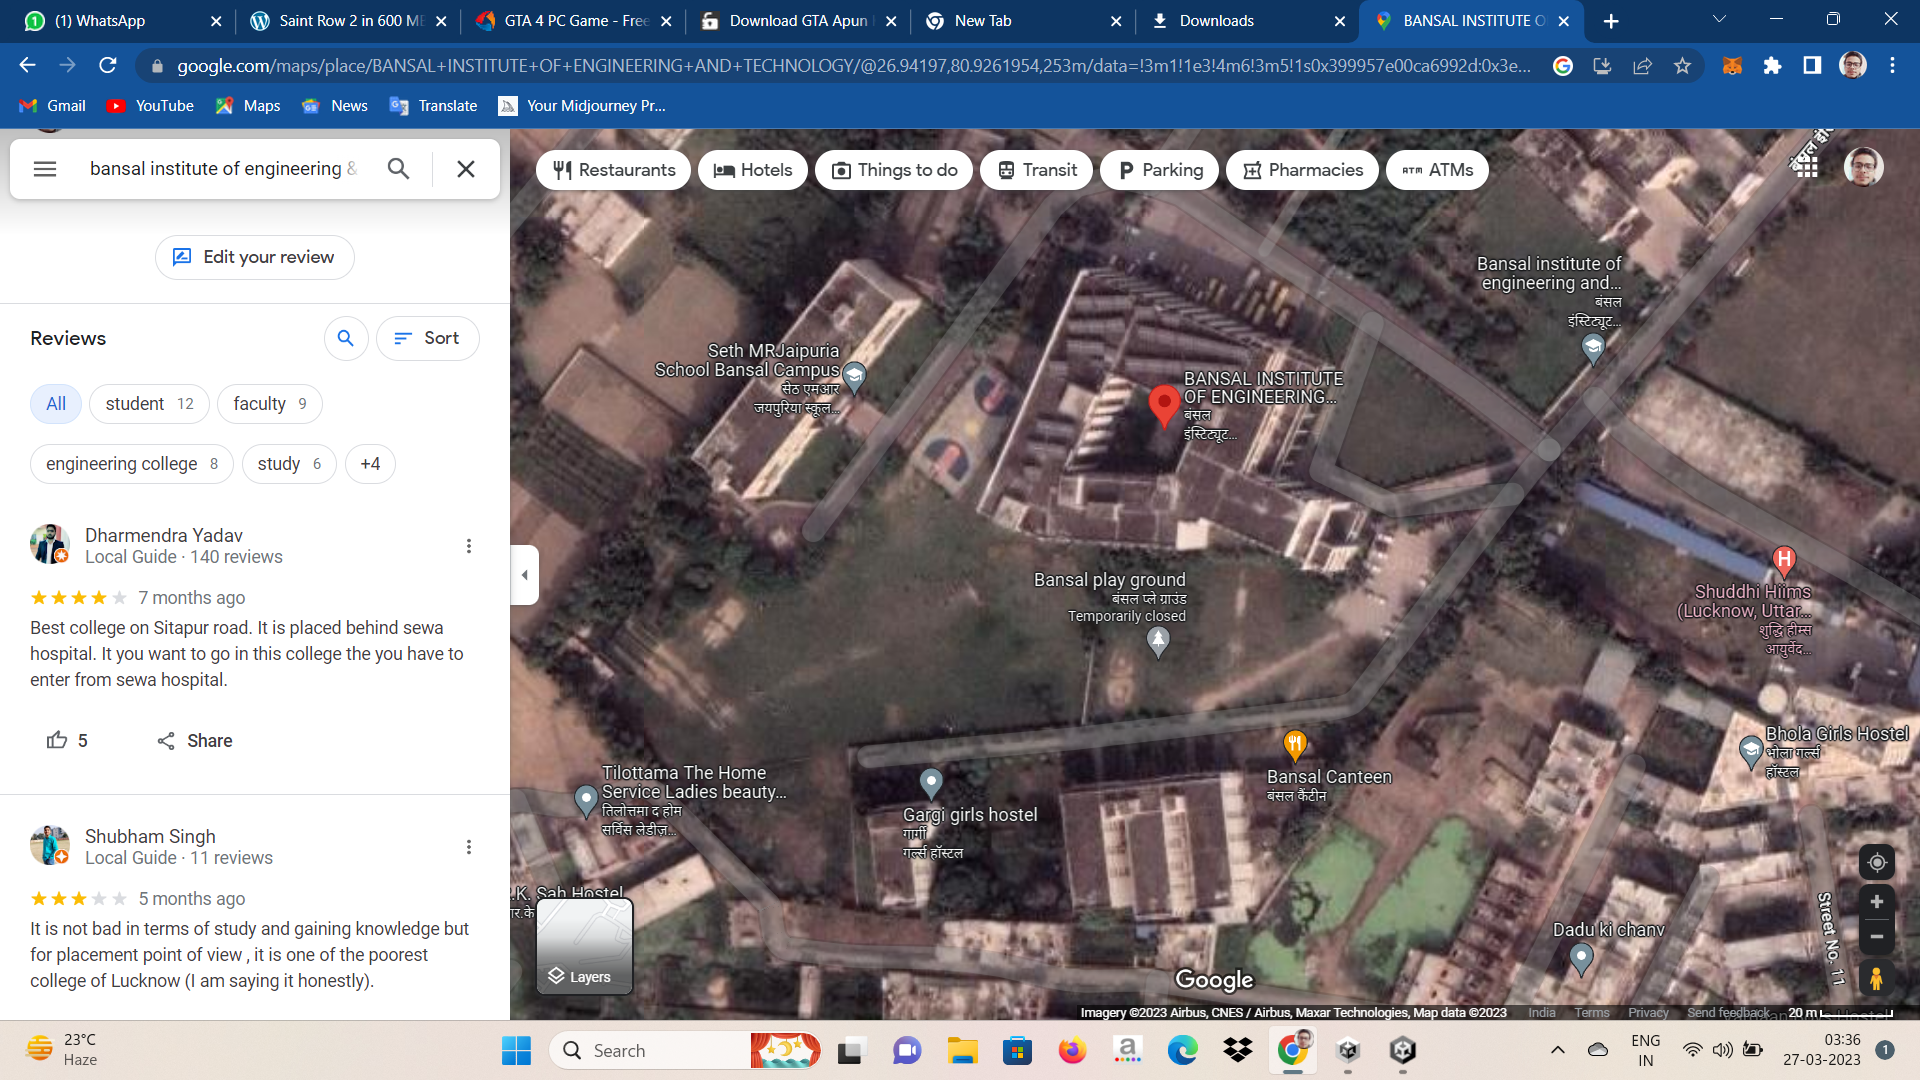 (1) WhatsApp
Saint Row 2 in 600 MB
GTA 4 PC Game - Free
Download GTA Apun
New Tab
Downloads
BANSAL INSTITUTE O
google.com/maps/place/BANSAL+INSTITUTE+OF+ENGINEERING+AND+TECHNOLOGY/@26.94197,80.9261954,253m/data=!3m1!1e3!4m6!3m5!1s0x399957e00ca6992d:0x3e...
Gmail
YouTube
Maps
News
Translate
Your Midjourney Pr...
bansal institute of engineering &
Restaurants
Hotels
Things to do
Transit
Parking
Pharmacies
ATMs
Edit your review
Reviews
Sort
All
student 12
faculty 9
engineering college 8
study 6
+4
Dharmendra Yadav
Local Guide · 140 reviews
7 months ago
Best college on Sitapur road. It is placed behind sewa
hospital. It you want to go in this college the you have to
enter from sewa hospital.
5
Share
Shubham Singh
Local Guide · 11 reviews
5 months ago
It is not bad in terms of study and gaining knowledge but
for placement point of view , it is one of the poorest
college of Lucknow (I am saying it honestly).
Bansal institute of
engineering and...
बंसल
इंस्टिट्यूट...
Seth MRJaipuria
School Bansal Campus
सेठ एमआर
जयपुरिया स्कूल...
BANSAL INSTITUTE
OF ENGINEERING...
बंसल
इंस्टिट्यूट...
Bansal play ground
बंसल प्ले ग्राउंड
Temporarily closed
H
Shuddhi Hiims
(Lucknow, Uttar...
शुद्धि हीम्स
आयुर्वेद...
Bhola Girls Hostel
भोला गर्ल्स
हॉस्टल
Bansal Canteen
बंसल कैंटीन
Tilottama The Home
Service Ladies beauty...
तिलोत्तमा द होम
सर्विस लेडीज़...
Gargi girls hostel
गार्गी
गर्ल्स हॉस्टल
.K. Sah Hostel
आर.के
Layers
Dadu ki chanv
Street No. 11
Google
Imagery ©2023 Airbus, CNES / Airbus, Maxar Technologies, Map data ©2023
India
Terms
Privacy
Send feedback
20 m
23°C
Haze
Search
ENG
IN
03:36
27-03-2023
1